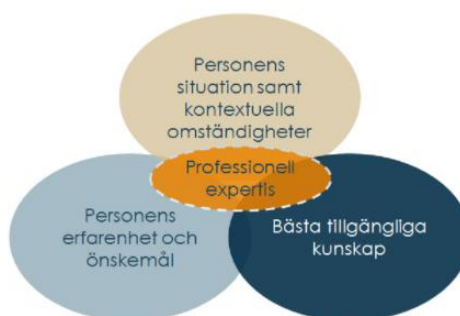 Personens
situation samt
kontextuella
omständigheter
Professionell
expertis
Personens
erfarenhet och
önskemål
Bästa tillgängliga
kunskap